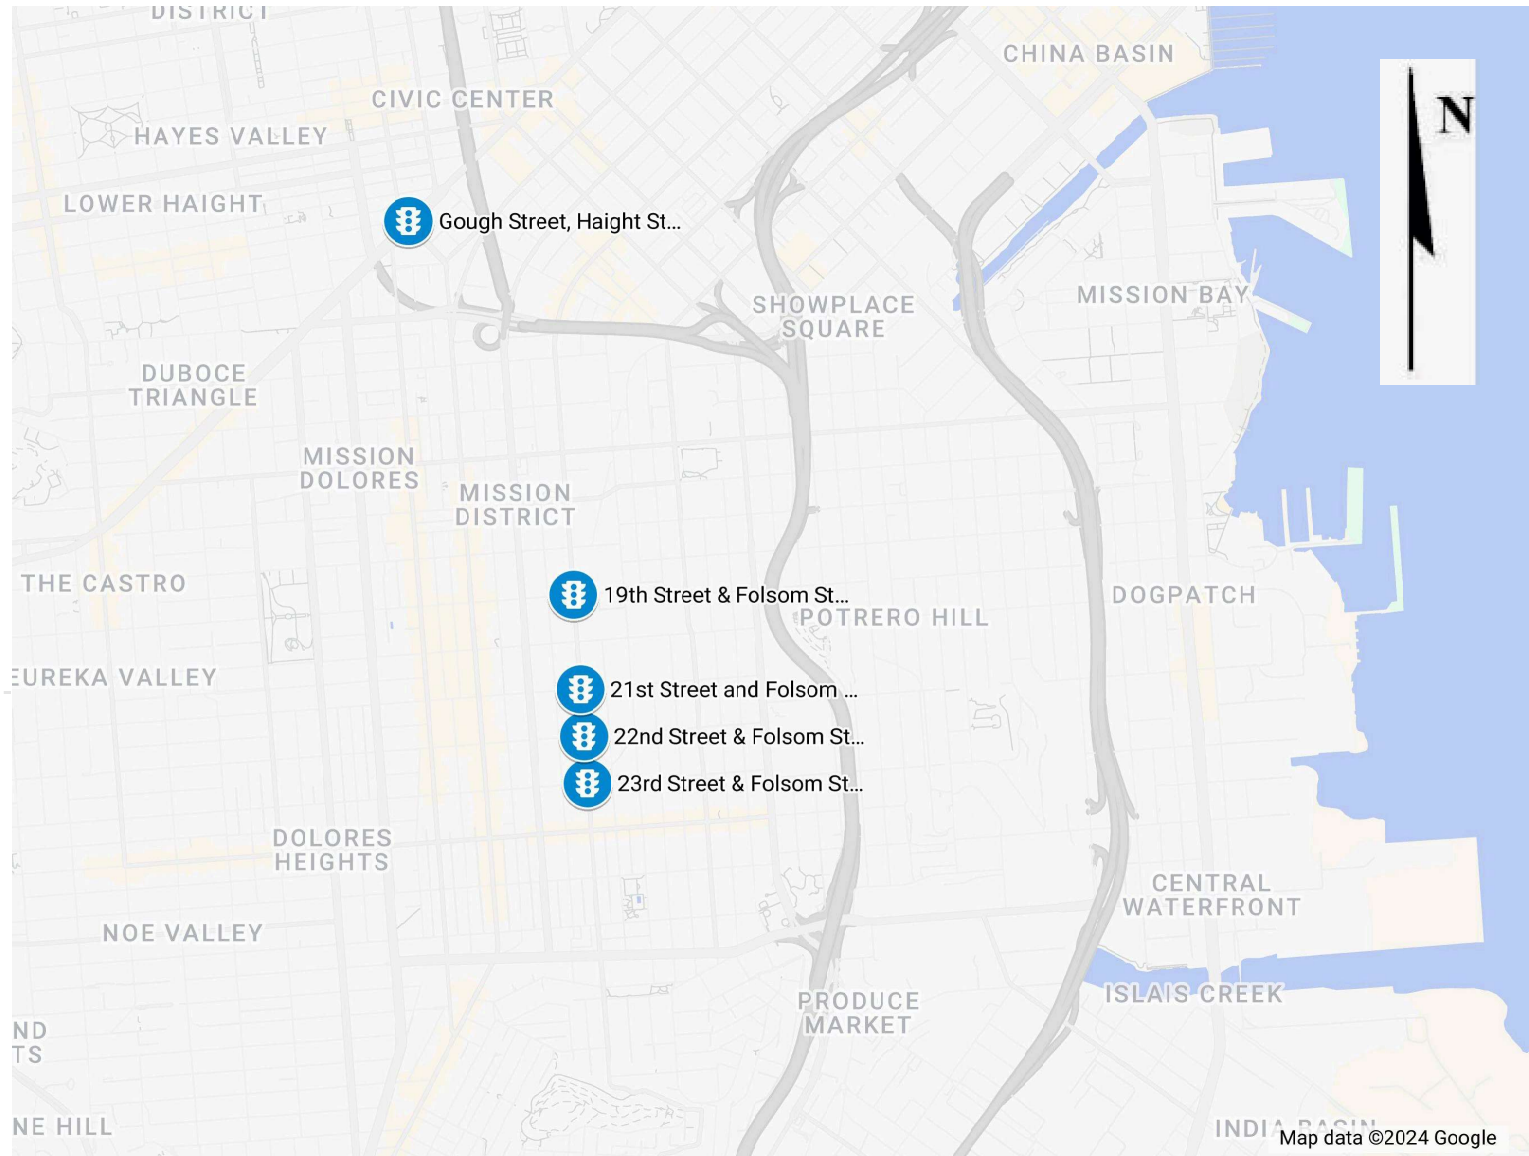 DISTRICT
CHINA BASIN
CIVIC CENTER
N
HAYES VALLEY
LOWER HAIGHT
Gough Street, Haight St...
MISSION BAY
SHOWPLACE
SQUARE
DUBOCE
TRIANGLE
MISSION
DOLORES
MISSION
DISTRICT
THE CASTRO
19th Street & Folsom St...
DOGPATCH
POTRERO HILL
EUREKA VALLEY
21st Street and Folsom ...
22nd Street & Folsom St...
23rd Street & Folsom St...
DOLORES
HEIGHTS
CENTRAL
WATERFRONT
NOE VALLEY
ISLAIS CREEK
PRODUCE
MARKET
ND
TS
NE HILL
INDIA BASIN
Map data ©2024 Google